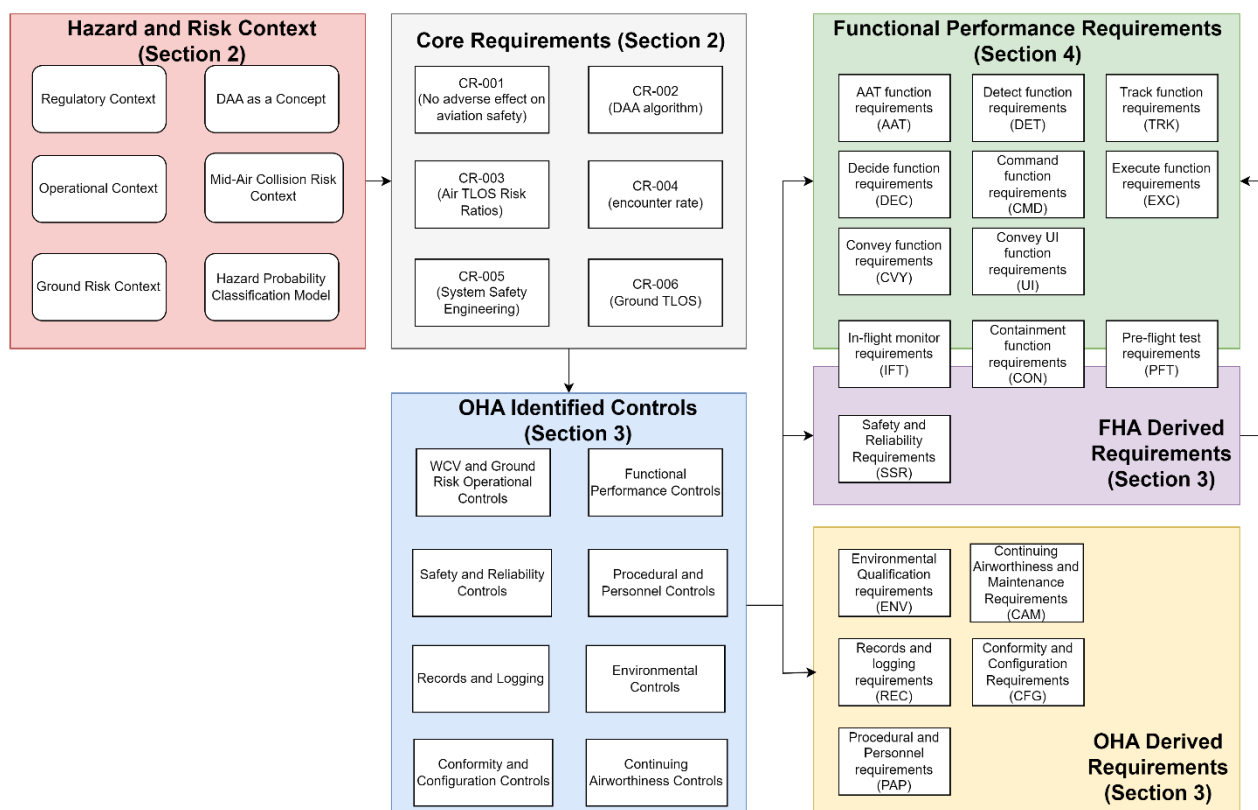 Hazard and Risk Context
(Section 2)
Regulatory Context
DAA as a Concept
Operational Context
Mid-Air Collision Risk
Context
Ground Risk Context
Hazard Probability
Classification Model
Core Requirements (Section 2)
CR-001
(No adverse effect on
aviation safety)
CR-002
(DAA algorithm)
CR-003
(Air TLOS Risk
Ratios)
CR-004
(encounter rate)
CR-005
(System Safety
Engineering)
CR-006
(Ground TLOS)
OHA Identified Controls
(Section 3)
WCV and Ground
Risk Operational
Controls
Functional
Performance Controls
Safety and Reliability
Controls
Procedural and
Personnel Controls
Records and Logging
Environmental
Controls
Conformity and
Configuration Controls
Continuing
Airworthiness Controls
Functional Performance Requirements
(Section 4)
AAT function
requirements
(AAT)
Detect function
requirements
(DET)
Track function
requirements
(TRK)
Decide function
requirements
(DEC)
Command
function
requirements
(CMD)
Execute function
requirements
(EXC)
Convey function
requirements
(CVY)
Convey UI
function
requirements
(UI)
In-flight monitor
requirements
(IFT)
Containment
function
requirements
(CON)
Pre-flight test
requirements
(PFT)
Safety and
Reliability
Requirements
(SSR)
FHA Derived
Requirements
(Section 3)
Environmental
Qualification
requirements
(ENV)
Continuing
Airworthiness and
Maintenance
Requirements
(CAM)
Records and
logging
requirements
(REC)
Conformity and
Configuration
Requirements
(CFG)
Procedural and
Personnel
requirements
(PAP)
OHA Derived
Requirements
(Section 3)